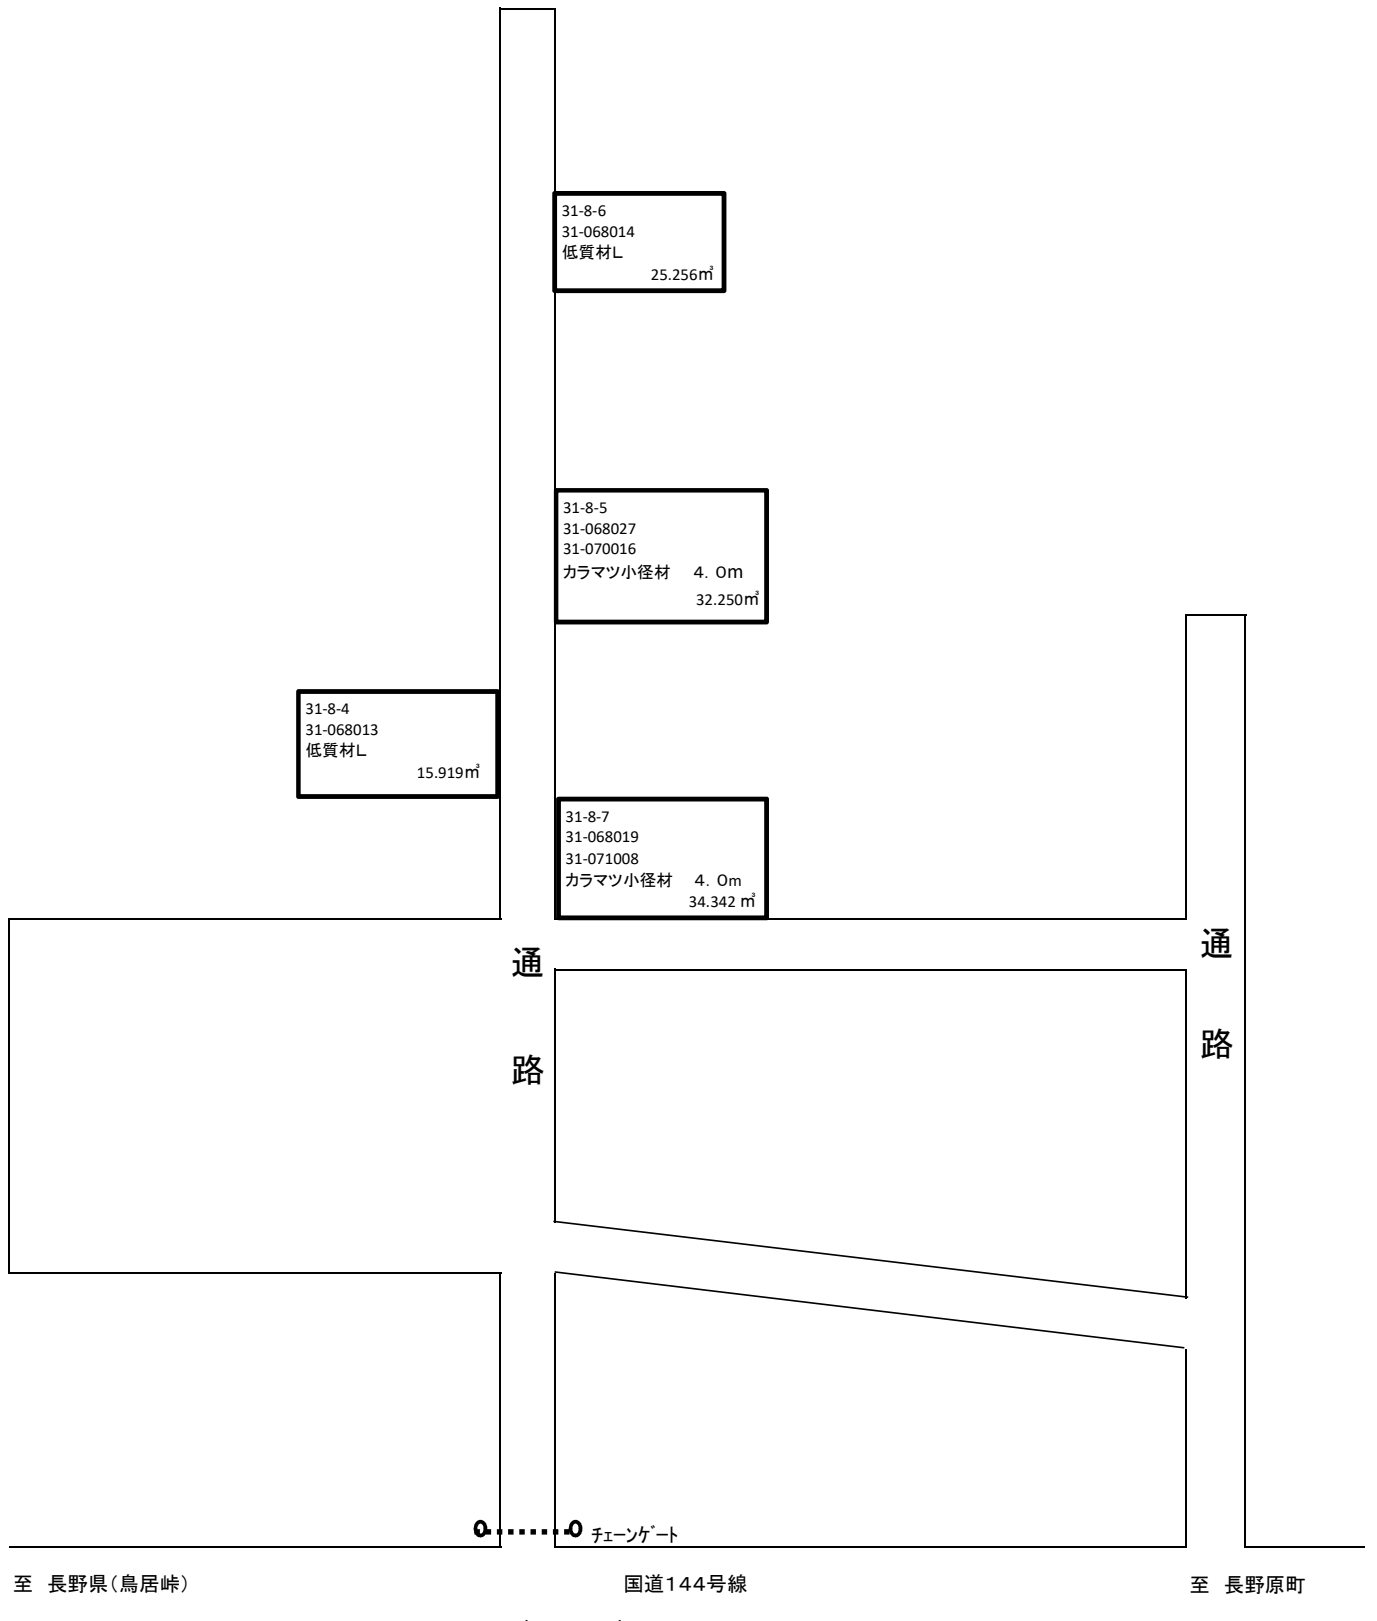 31-8-6
31-068014
低質材L
25.256㎥
31-8-5
31-068027
31-070016
カラマツ小径材　４．０m
32.250㎥
31-8-4
31-068013
低質材L
15.919㎥
31-8-7
31-068019
31-071008
カラマツ小径材　４．０m
34.342 ㎥
通
路
通
路
ﾁｪｰﾝｹﾞｰﾄ
至　長野県（鳥居峠）
国道１４４号線
至　長野原町